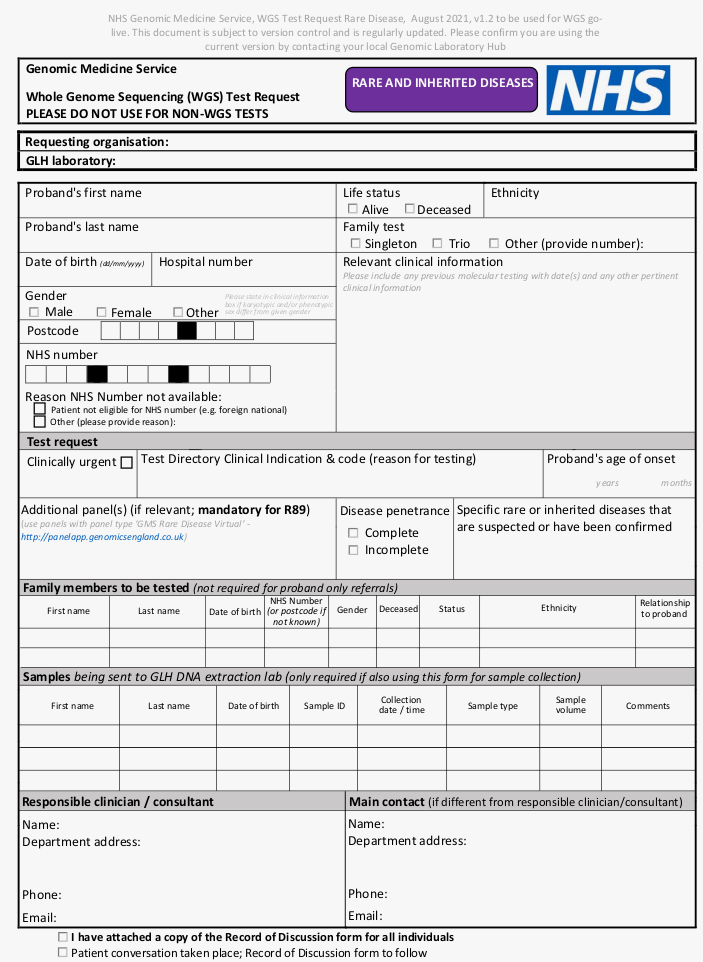 NHS Genomic Medicine Service, WGS Test Request Rare Disease, August 2021, v1.2 to be used for WGS go-
live. This document is subject to version control and is regularly updated. Please confirm you are using the
current version by contacting your local Genomic Laboratory Hub
Genomic Medicine Service
Whole Genome Sequencing (WGS) Test Request
PLEASE DO NOT USE FOR NON-WGS TESTS
RARE AND INHERITED DISEASES
NHS
Requesting organisation:
GLH laboratory:
Proband's first name
Life status
Alive Deceased
Ethnicity
Proband's last name
Family test
Singleton Trio Other (provide number):
Date of birth (dd/mm/yyyy)
Hospital number
Relevant clinical information
Please include any previous molecular testing with date(s) and any other pertinent
clinical information
Gender
Male Female Other
Please state in clinical information
box if karyotypic and/or phenotypic
sex differ from given gender
Postcode
NHS number
Reason NHS Number not available:
Patient not eligible for NHS number (e.g. foreign national)
Other (please provide reason):
Test request
Clinically urgent
Test Directory Clinical Indication & code (reason for testing)
Proband's age of onset
years months
Additional panel(s) (if relevant; mandatory for R89)
(use panels with panel type ‘GMS Rare Disease Virtual’ -
http://panelapp.genomicsengland.co.uk)
Disease penetrance
Complete
Incomplete
Specific rare or inherited diseases that
are suspected or have been confirmed
Family members to be tested (not required for proband only referrals)
First name
Last name
Date of birth
NHS Number
(or postcode if
not known)
Gender
Deceased
Status
Ethnicity
Relationship
to proband
Samples being sent to GLH DNA extraction lab (only required if also using this form for sample collection)
First name
Last name
Date of birth
Sample ID
Collection
date / time
Sample type
Sample
volume
Comments
Responsible clinician / consultant
Main contact (if different from responsible clinician/consultant)
Name:
Department address:
Phone:
Email:
Name:
Department address:
Phone:
Email:
I have attached a copy of the Record of Discussion form for all individuals
Patient conversation taken place; Record of Discussion form to follow